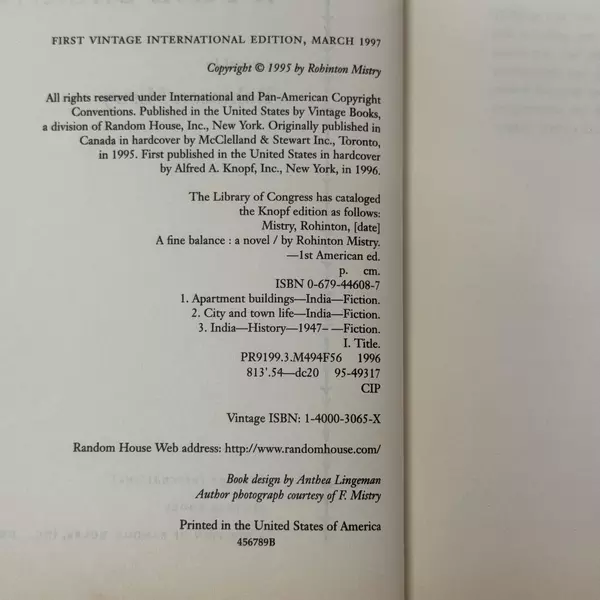 FIRST VINTAGE INTERNATIONAL EDITION, MARCH 1997
Copyright © 1995 by Rohinton Mistry
All rights reserved under International and Pan-American Copyright
Conventions. Published in the United States by Vintage Books,
a division of Random House, Inc., New York. Originally published in
Canada in hardcover by McClelland & Stewart Inc., Toronto,
in 1995. First published in the United States in hardcover
by Alfred A. Knopf, Inc., New York, in 1996.
The Library of Congress has cataloged
the Knopf edition as follows:
Mistry, Rohinton, [date]
A fine balance : a novel / by Rohinton Mistry.
—1st American ed.
p. cm.
ISBN 0-679-44608-7
1. Apartment buildings—India—Fiction.
2. City and town life—India—Fiction.
3. India—History—1947– —Fiction.
I. Title.
PR9199.3.M494F56 1996
813'.54—dc20 95-49317
CIP
Vintage ISBN: 1-4000-3065-X
Random House Web address: http://www.randomhouse.com/
Book design by Anthea Lingeman
Author photograph courtesy of F. Mistry
Printed in the United States of America
456789B